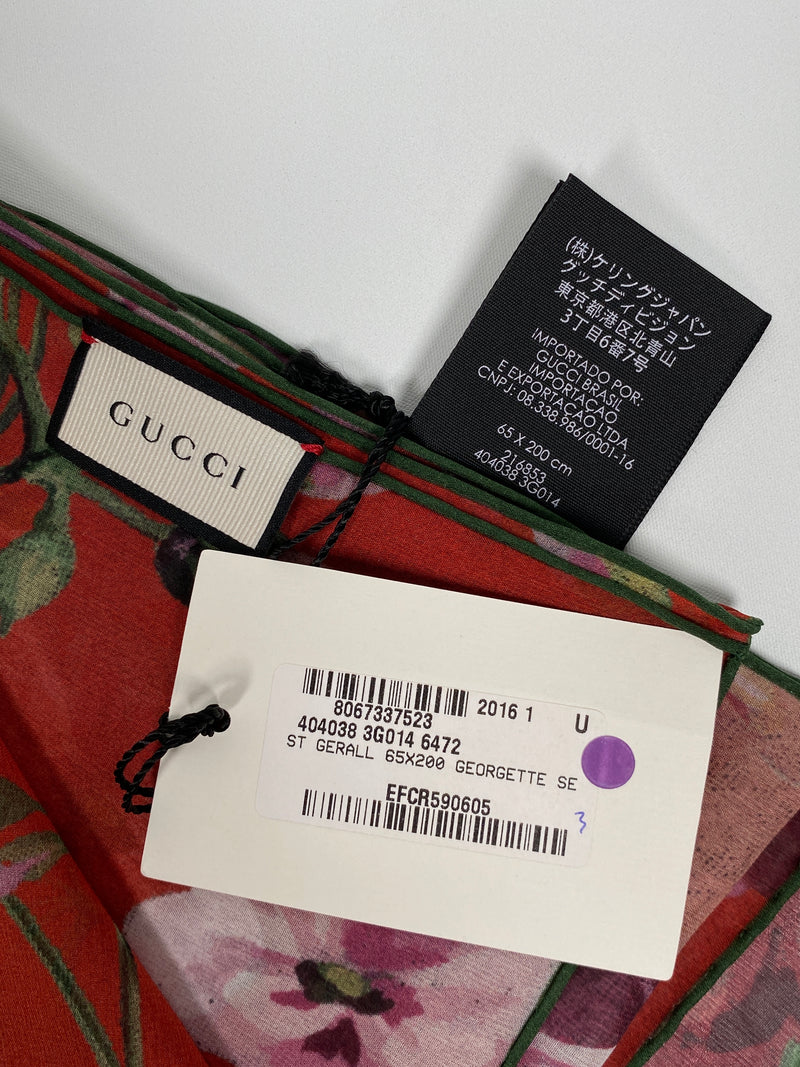 (株)ケリングジャパン
グッチディビジョン
東京都港区北青山
3丁目6番7号
IMPORTADO POR:
GUCCI BRASIL
IMPORTAÇAO
E EXPORTAÇAO LTDA
CNPJ: 08.338.986/0001-16
65 X 200 cm
216853
404038 3G014
GUCCI
8067337523 2016 1 U
404038 3G014 6472
ST GERALL 65X200 GEORGETTE SE
EFCR590605
3